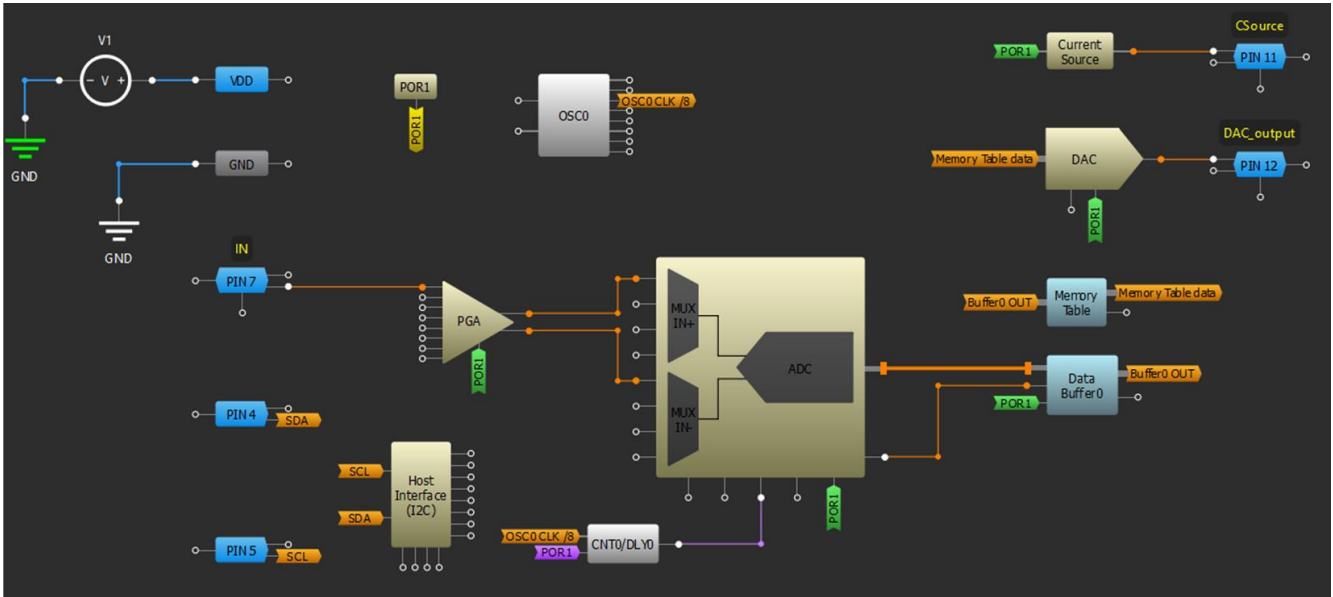 V1
− V +
VDD
GND
GND
GND
POR1
POR1
OSC0
OSC0 CLK /8
CSource
POR1
Current
Source
PIN 11
DAC_output
Memory Table data
DAC
PIN 12
POR1
IN
PIN 7
PGA
POR1
MUX
IN+
MUX
IN-
ADC
POR1
Buffer0 OUT
Memory
Table
Memory Table data
Data
Buffer0
Buffer0 OUT
POR1
PIN 4
SDA
SCL
SDA
Host
Interface
(I2C)
PIN 5
SCL
OSC0 CLK /8
POR1
CNT0/DLY0